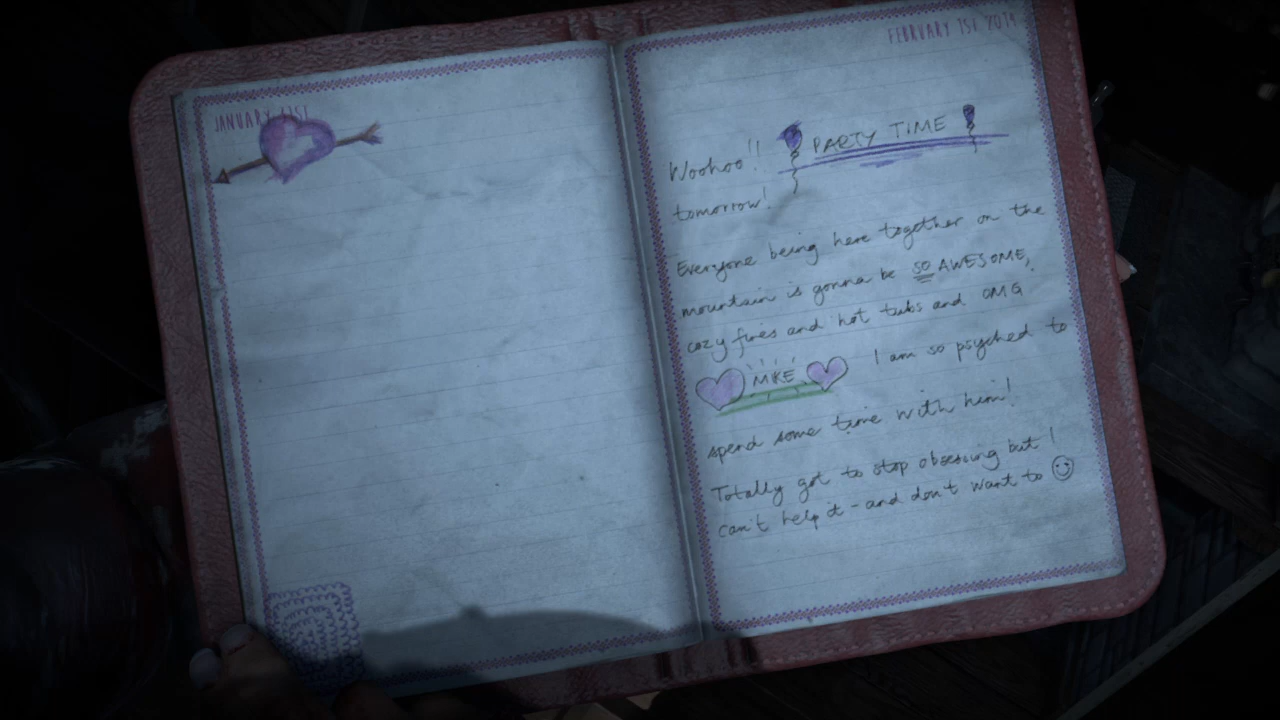 JANUARY 31ST
FEBRUARY 1ST 2014
Woohoo!! PARTY TIME
tomorrow!
Everyone being here together on the
mountain is gonna be SO AWESOME,
cozy fires and hot tubs and OMG
MIKE I am so psyched to
spend some time with him!
Totally got to stop obsessing but I
can't help it - and don't want to